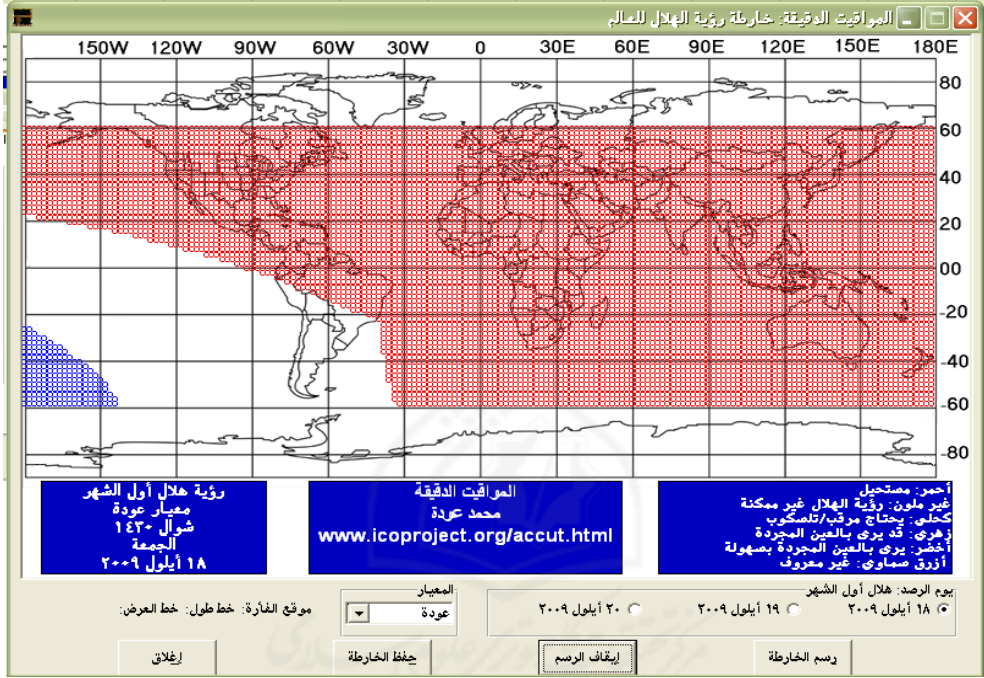 المواقيت الدقيقة: خارطة رؤية الهلال للعالم
150W 120W 90W 60W 30W 0 30E 60E 90E 120E 150E 180E
80
60
40
20
00
-20
-40
-60
-80
أحمر: مستحيل
غير ملون: رؤية الهلال غير ممكنة
كحلي: يحتاج مرقب/تلسكوب
زهري: قد يرى بالعين المجردة
أخضر: يرى بالعين المجردة بسهولة
أزرق سماوي: غير معروف
المواقيت الدقيقة
محمد عودة
www.icoproject.org/accut.html
رؤية هلال أول الشهر
معيار عودة
شوال ١٤٣٠
الجمعة
١٨ أيلول ٢٠٠٩
يوم الرصد: هلال أول الشهر
١٨ أيلول ٢٠٠٩
١٩ أيلول ٢٠٠٩
٢٠ أيلول ٢٠٠٩
المعيار
عودة
موقع الفأرة: خط طول: خط العرض:
رسم الخارطة
إيقاف الرسم
حفظ الخارطة
إغلاق